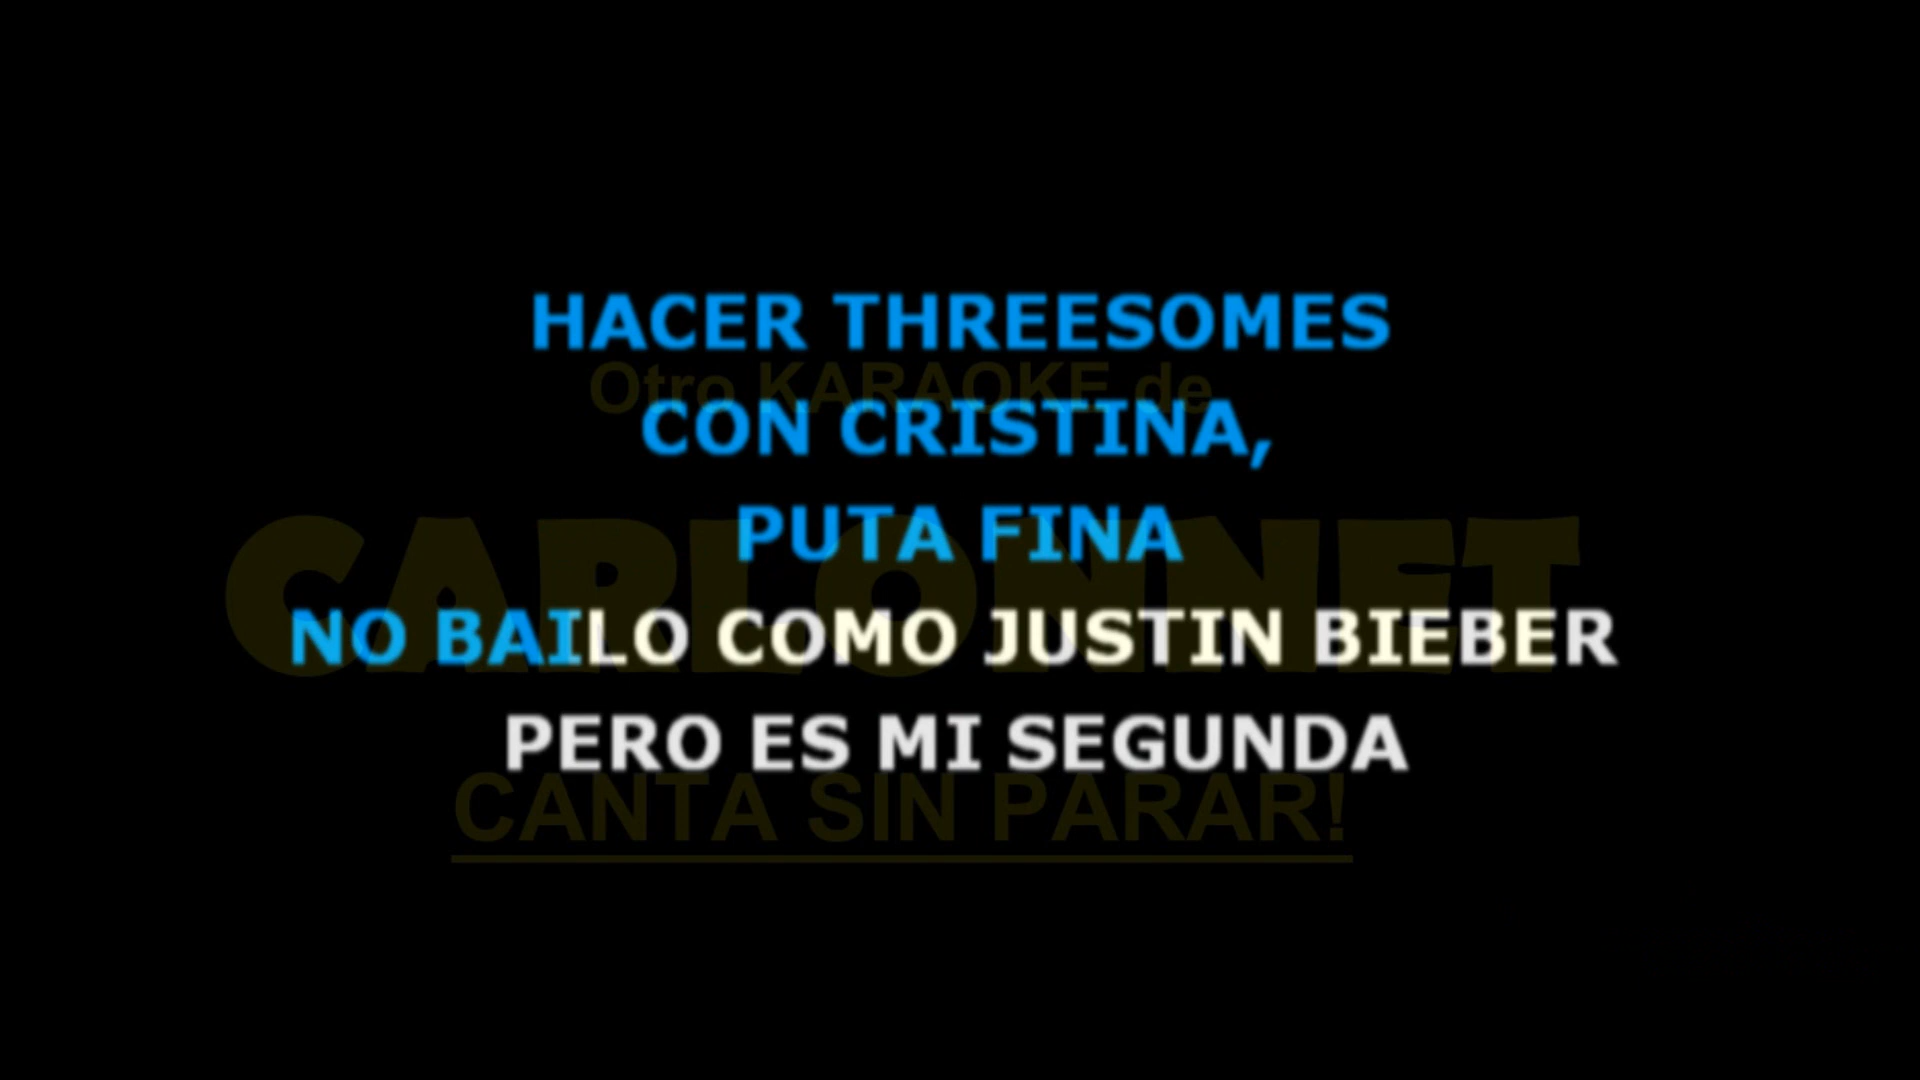 HACER THREESOMES
Otro KARAOKE de
CON CRISTINA,
PUTA FINA
CARLONNET
NO BAILO COMO JUSTIN BIEBER
PERO ES MI SEGUNDA
CANTA SIN PARAR!